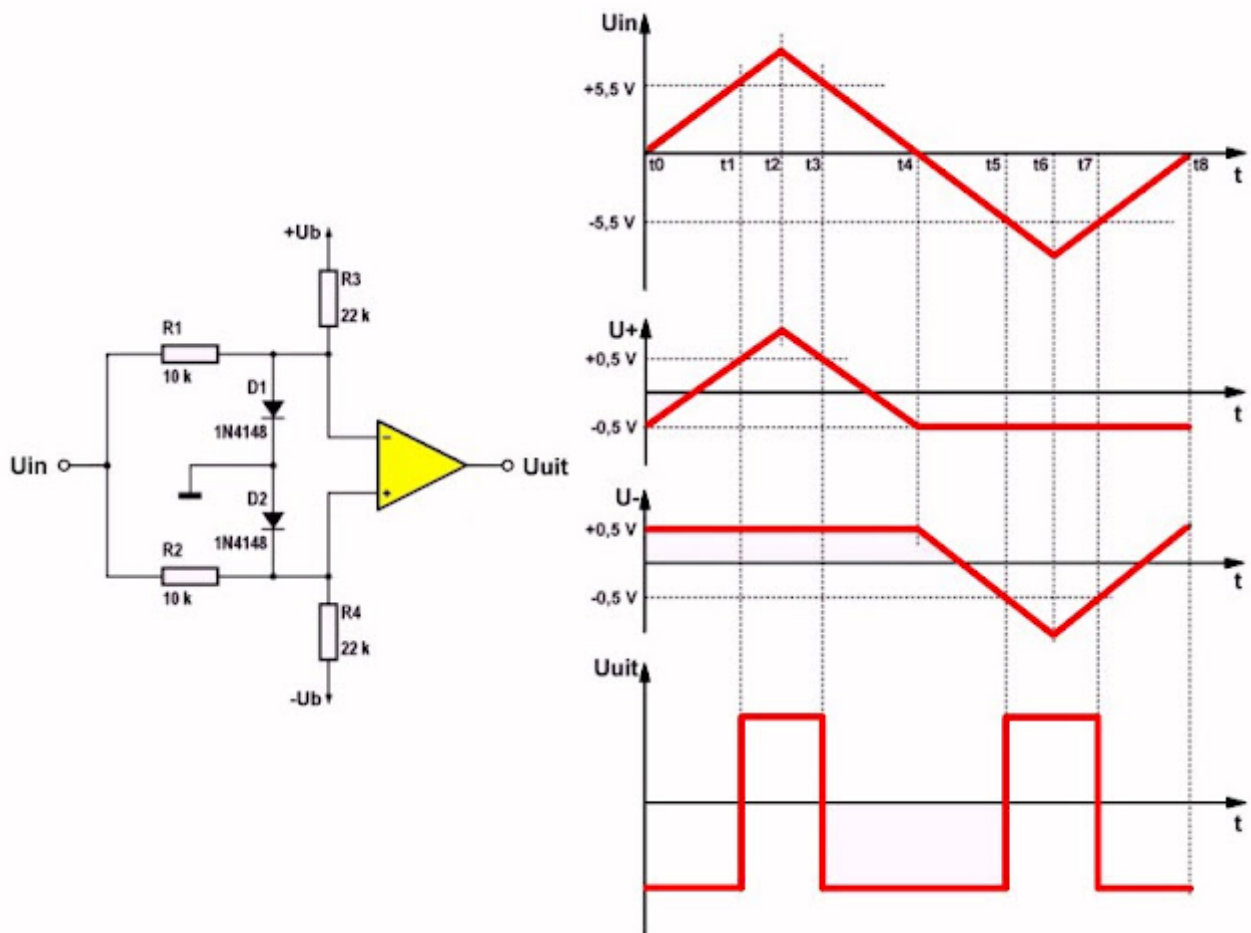 +Ub
R3
22 k
R1
10 k
D1
1N4148
Uin
Uuit
-
+
D2
1N4148
R2
10 k
R4
22 k
-Ub
Uin
+5,5 V
t0 t1 t2 t3 t4 t5 t6 t7 t8
t
-5,5 V
U+
+0,5 V
t
-0,5 V
U-
+0,5 V
t
-0,5 V
Uuit
t